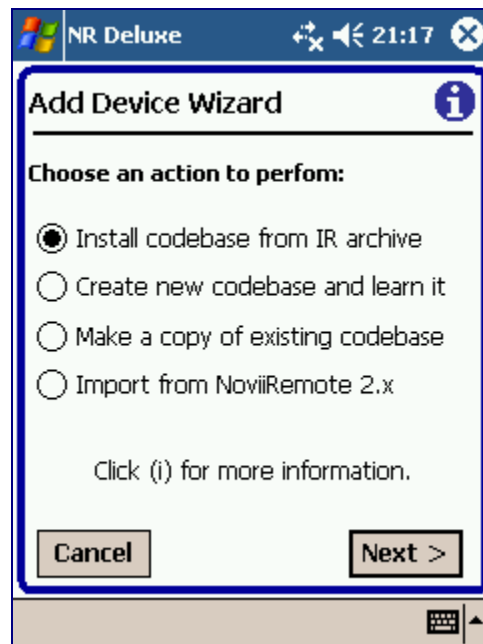 NR Deluxe 21:17
Add Device Wizard
Choose an action to perfom:
Install codebase from IR archive
Create new codebase and learn it
Make a copy of existing codebase
Import from NoviiRemote 2.x
Click (i) for more information.
Cancel Next >